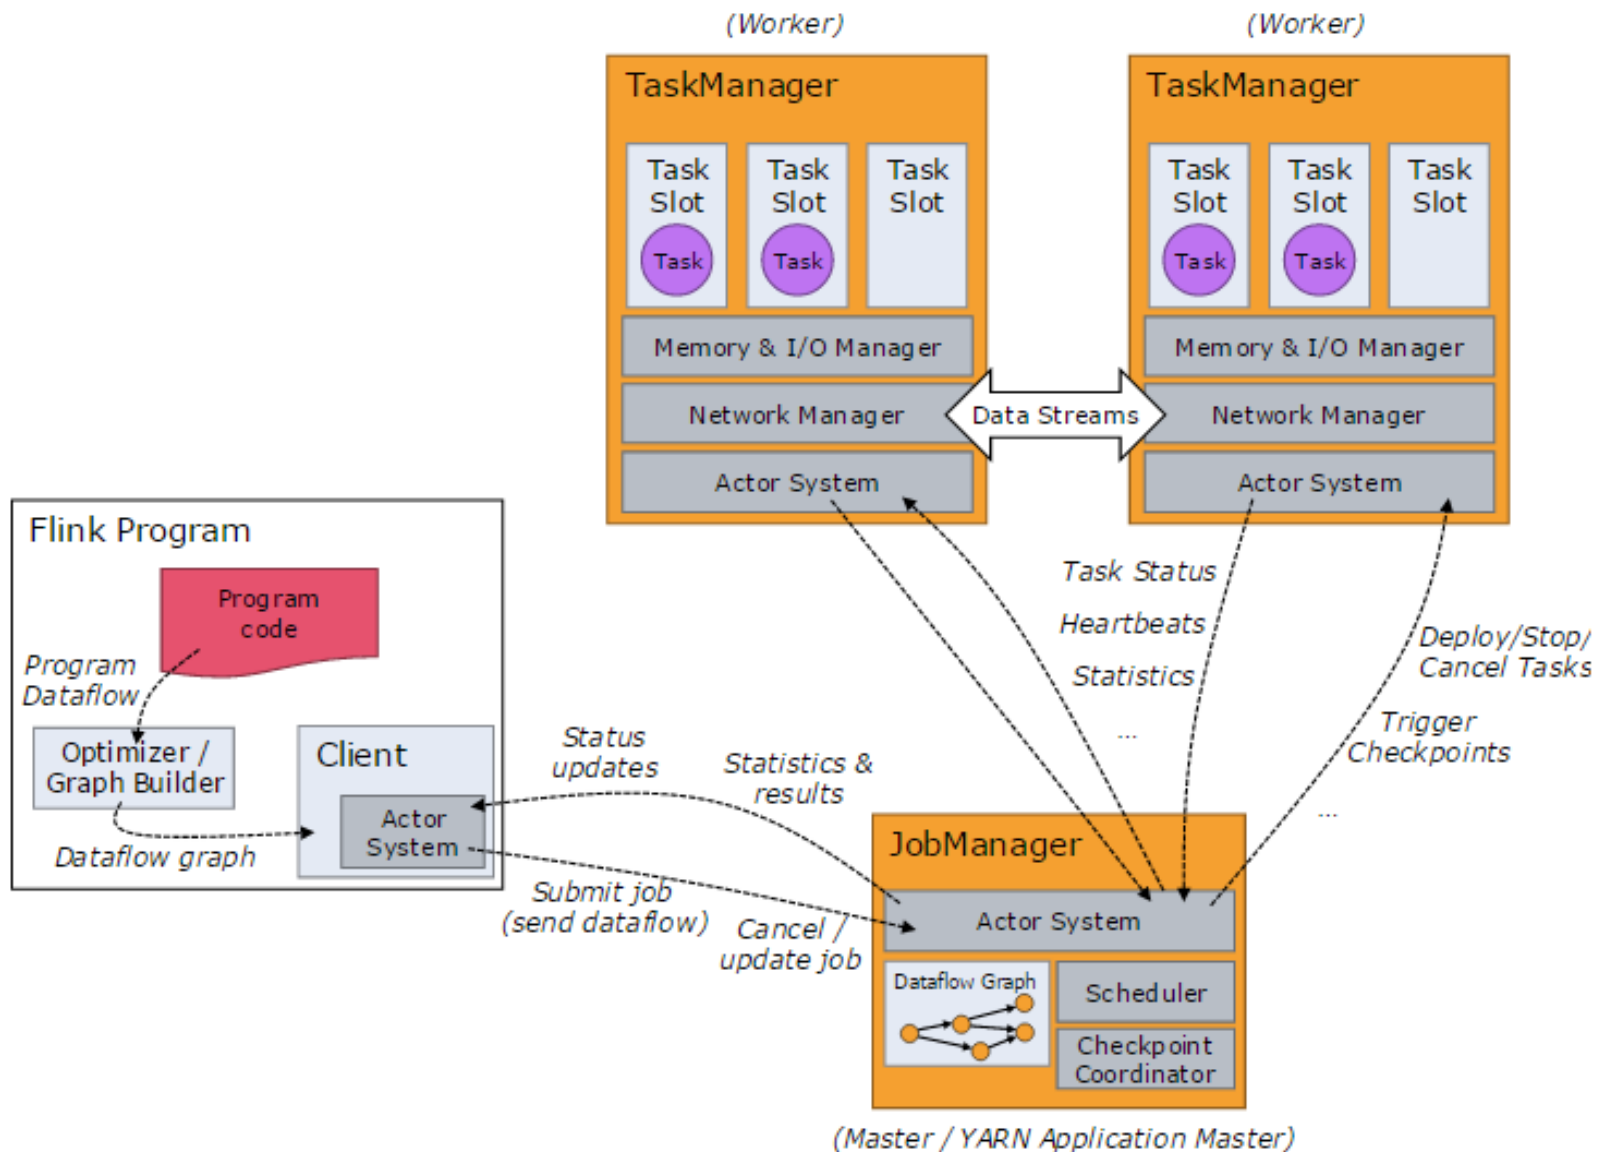 (Worker)
(Worker)
TaskManager
TaskManager
Task
Slot
Task
Task
Slot
Task
Task
Slot
Task
Slot
Task
Task
Slot
Task
Task
Slot
Memory & I/O Manager
Memory & I/O Manager
Network Manager
Data Streams
Network Manager
Actor System
Actor System
Flink Program
Program
code
Program
Dataflow
Optimizer /
Graph Builder
Dataflow graph
Client
Actor
System
Status
updates
Statistics &
results
Submit job
(send dataflow)
Cancel /
update job
Task Status
Heartbeats
Statistics
...
Deploy/Stop/
Cancel Tasks
Trigger
Checkpoints
...
JobManager
Actor System
Dataflow Graph
Scheduler
Checkpoint
Coordinator
(Master / YARN Application Master)